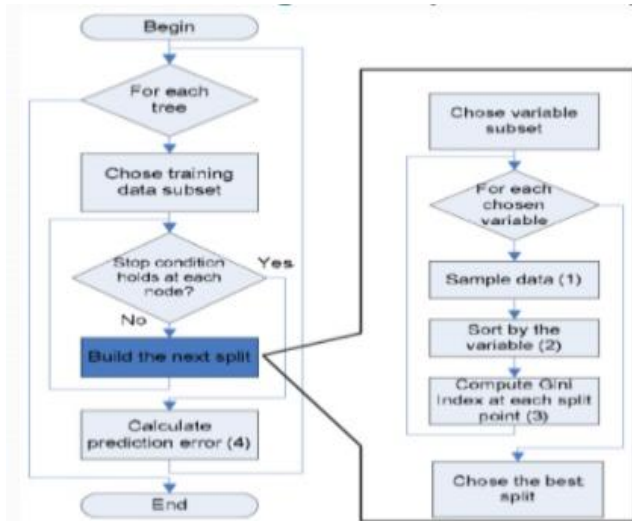 Begin
For each
tree
Chose training
data subset
Stop condition
holds at each
node?
Yes
No
Build the next split
Calculate
prediction error (4)
End
Chose variable
subset
For each
chosen
variable
Sample data (1)
Sort by the
variable (2)
Compute Gini
Index at each split
point (3)
Chose the best
split